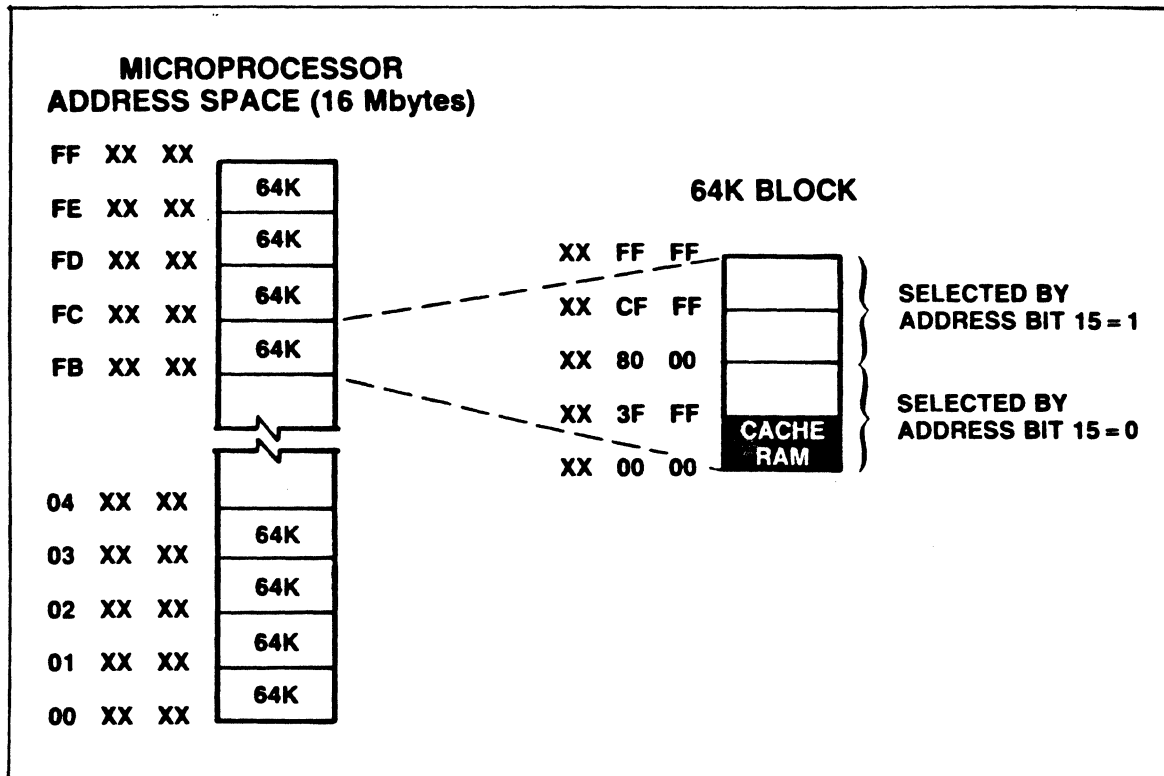 MICROPROCESSOR
ADDRESS SPACE (16 Mbytes)
FF XX XX
64K
FE XX XX
64K
FD XX XX
64K
FC XX XX
64K
FB XX XX
04 XX XX
64K
03 XX XX
64K
02 XX XX
64K
01 XX XX
64K
00 XX XX
64K BLOCK
XX FF FF
XX CF FF
XX 80 00
XX 3F FF
XX 00 00
CACHE
RAM
SELECTED BY
ADDRESS BIT 15 = 1
SELECTED BY
ADDRESS BIT 15 = 0